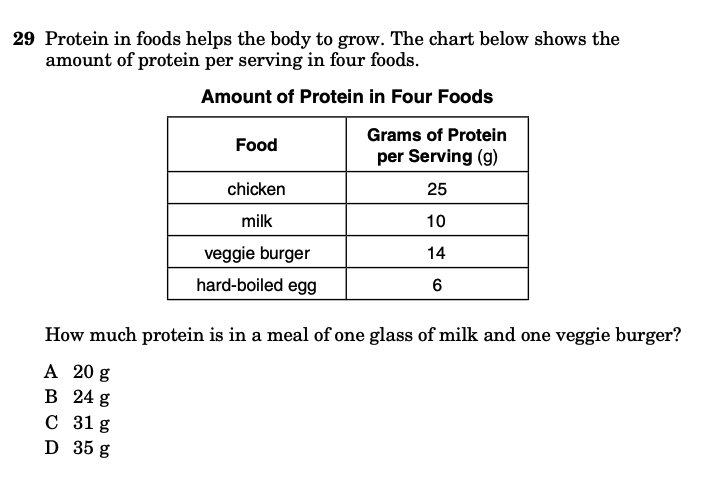 29 Protein in foods helps the body to grow. The chart below shows the
amount of protein per serving in four foods.
Amount of Protein in Four Foods
Food
Grams of Protein
per Serving (g)
chicken 25
milk 10
veggie burger 14
hard-boiled egg 6
How much protein is in a meal of one glass of milk and one veggie burger?
A 20 g
B 24 g
C 31 g
D 35 g